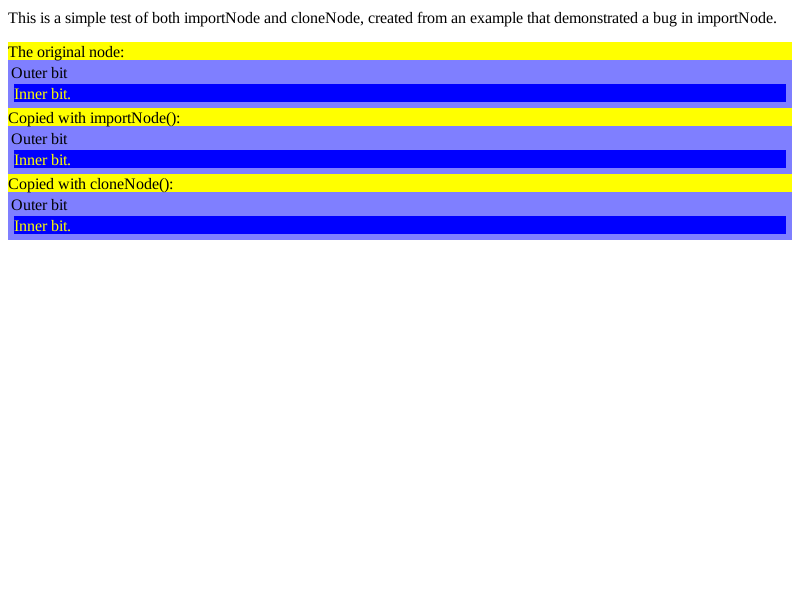 This is a simple test of both importNode and cloneNode, created from an example that demonstrated a bug in importNode.
The original node:
Outer bit
Inner bit.
Copied with importNode():
Outer bit
Inner bit.
Copied with cloneNode():
Outer bit
Inner bit.